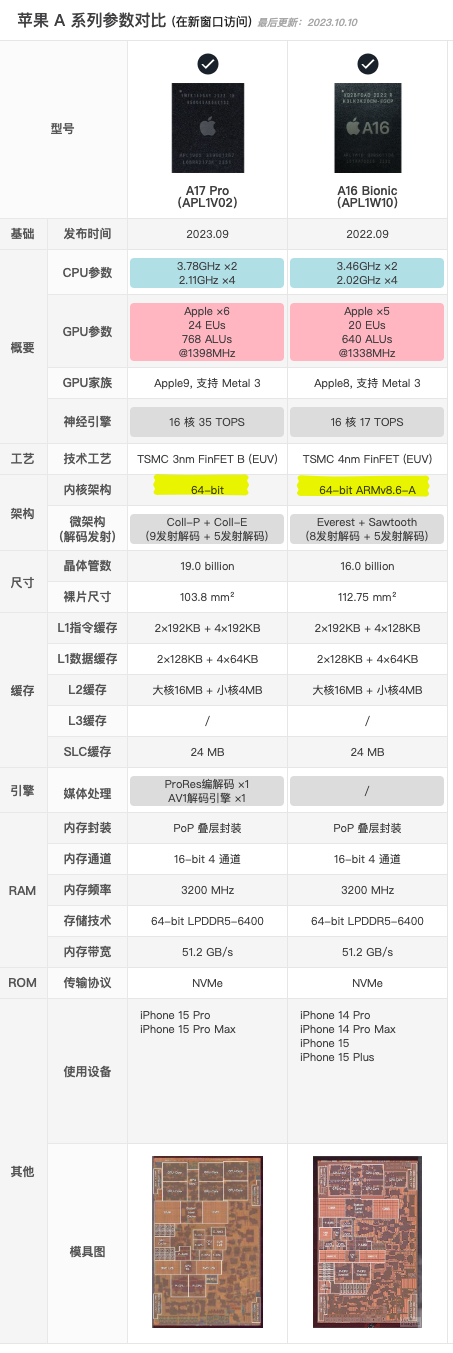 苹果 A 系列参数对比 (在新窗口访问) 最后更新：2023.10.10
型号
A16
A17 Pro
(APL1V02)
A16 Bionic
(APL1W10)
基础 发布时间 2023.09 2022.09
概要
CPU参数
3.78GHz ×2
2.11GHz ×4
3.46GHz ×2
2.02GHz ×4
GPU参数
Apple ×6
24 EUs
768 ALUs
@1398MHz
Apple ×5
20 EUs
640 ALUs
@1338MHz
GPU家族 Apple9, 支持 Metal 3 Apple8, 支持 Metal 3
神经引擎 16 核 35 TOPS 16 核 17 TOPS
工艺 技术工艺 TSMC 3nm FinFET B (EUV) TSMC 4nm FinFET (EUV)
架构
内核架构 64-bit 64-bit ARMv8.6-A
微架构
(解码发射)
Coll-P + Coll-E
(9发射解码 + 5发射解码)
Everest + Sawtooth
(8发射解码 + 5发射解码)
尺寸
晶体管数 19.0 billion 16.0 billion
裸片尺寸 103.8 mm² 112.75 mm²
缓存
L1指令缓存 2×192KB + 4×192KB 2×192KB + 4×128KB
L1数据缓存 2×128KB + 4×64KB 2×128KB + 4×64KB
L2缓存 大核16MB + 小核4MB 大核16MB + 小核4MB
L3缓存 / /
SLC缓存 24 MB 24 MB
引擎 媒体处理
ProRes编解码 ×1
AV1解码引擎 ×1
/
RAM
内存封装 PoP 叠层封装 PoP 叠层封装
内存通道 16-bit 4 通道 16-bit 4 通道
内存频率 3200 MHz 3200 MHz
存储技术 64-bit LPDDR5-6400 64-bit LPDDR5-6400
内存带宽 51.2 GB/s 51.2 GB/s
ROM 传输协议 NVMe NVMe
其他
使用设备
iPhone 15 Pro
iPhone 15 Pro Max
iPhone 14 Pro
iPhone 14 Pro Max
iPhone 15
iPhone 15 Plus
模具图